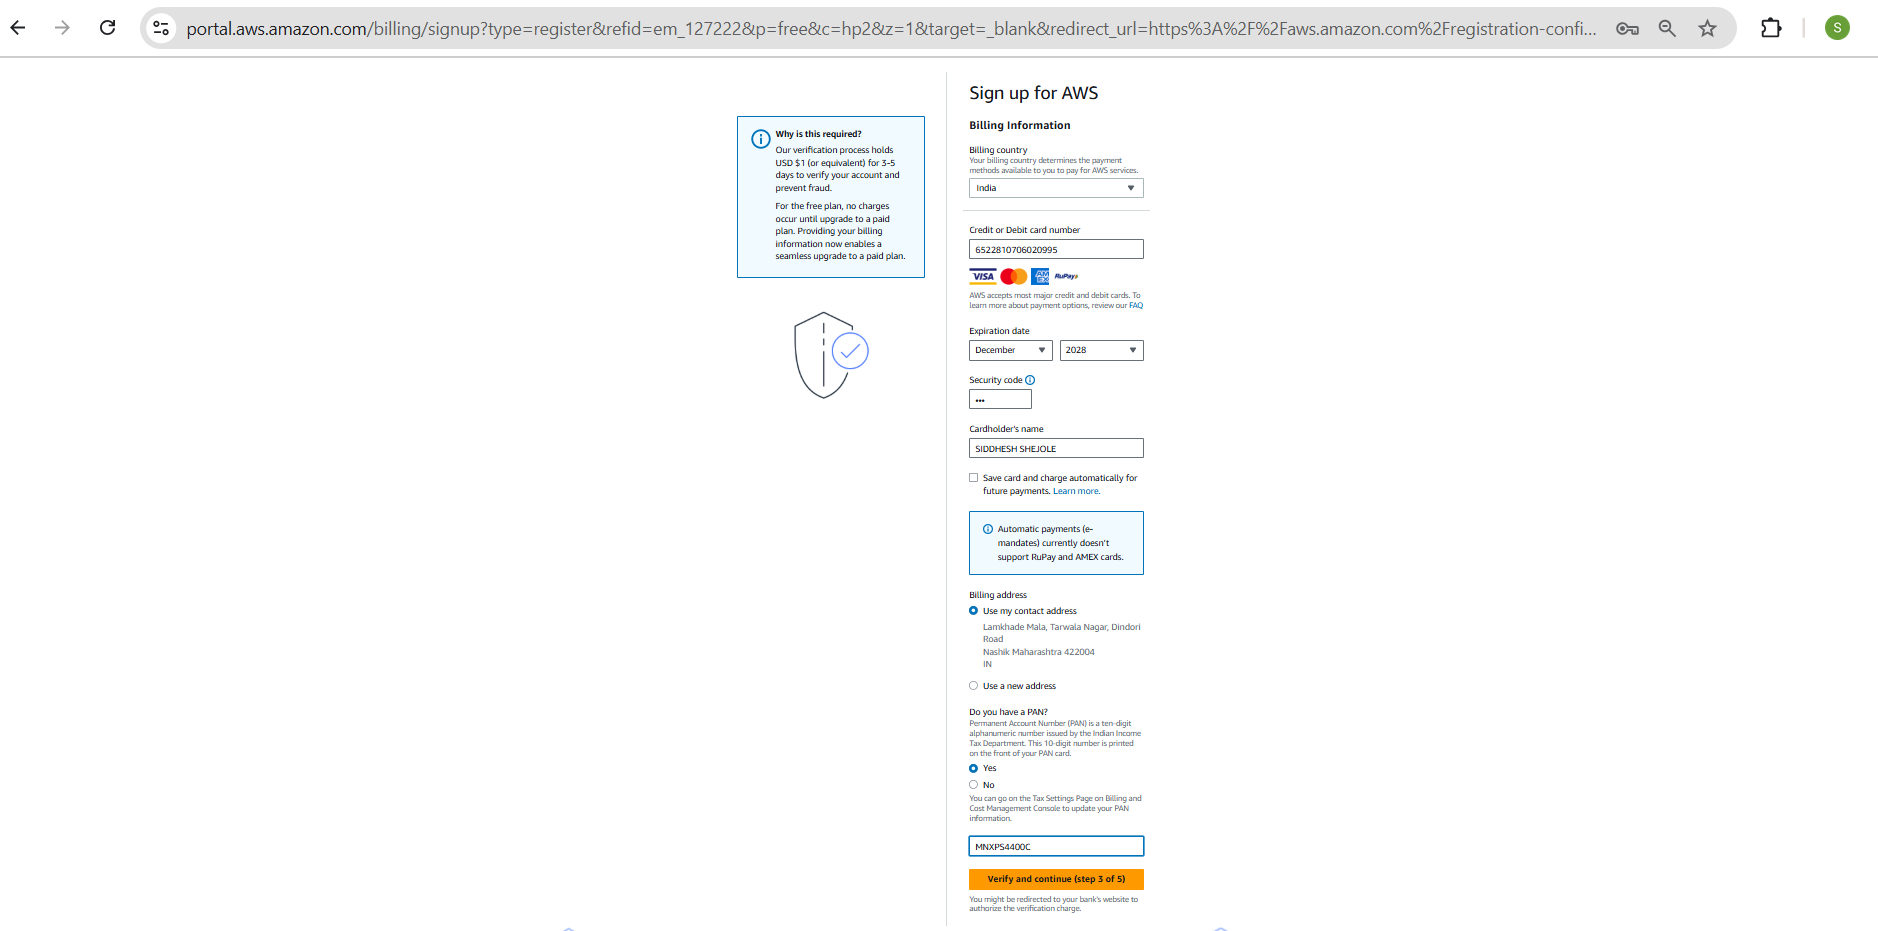 portal.aws.amazon.com/billing/signup?type=register&refid=em_127222&p=free&c=hp2&z=1&target=_blank&redirect_url=https%3A%2F%2Faws.amazon.com%2Fregistration-confi...
S
Why is this required?
Our verification process holds
USD $1 (or equivalent) for 3-5
days to verify your account and
prevent fraud.
For the free plan, no charges
occur until upgrade to a paid
plan. Providing your billing
information now enables a
seamless upgrade to a paid plan.
Sign up for AWS
Billing Information
Billing country
Your billing country determines the payment
methods available to you to pay for AWS services.
India
Credit or Debit card number
6522810706020995
VISA
AM
EX
RuPay
AWS accepts most major credit and debit cards. To
learn more about payment options, review our FAQ
Expiration date
December
2028
Security code
•••
Cardholder's name
SIDDHESH SHEJOLE
Save card and charge automatically for
future payments. Learn more.
Automatic payments (e-
mandates) currently doesn't
support RuPay and AMEX cards.
Billing address
Use my contact address
Lamkhade Mala, Tarwala Nagar, Dindori
Road
Nashik Maharashtra 422004
IN
Use a new address
Do you have a PAN?
Permanent Account Number (PAN) is a ten-digit
alphanumeric number issued by the Indian Income
Tax Department. This 10-digit number is printed
on the front of your PAN card.
Yes
No
You can go on the Tax Settings Page on Billing and
Cost Management Console to update your PAN
information.
MNXPS4400C
Verify and continue (step 3 of 5)
You might be redirected to your bank's website to
authorize the verification charge.